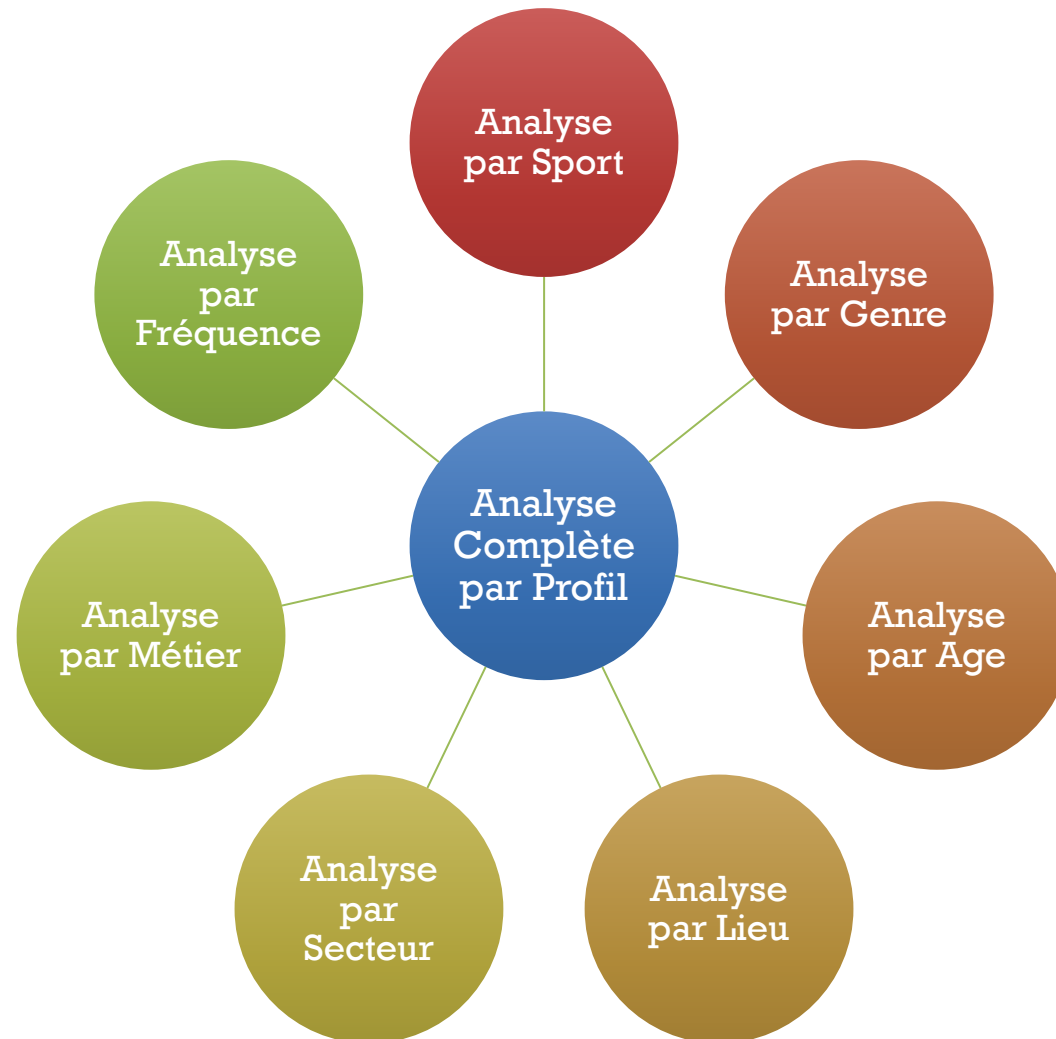 Analyse
par Sport
Analyse
par Genre
Analyse
par Age
Analyse
par Lieu
Analyse
par
Secteur
Analyse
par Métier
Analyse
par
Fréquence
Analyse
Complète
par Profil